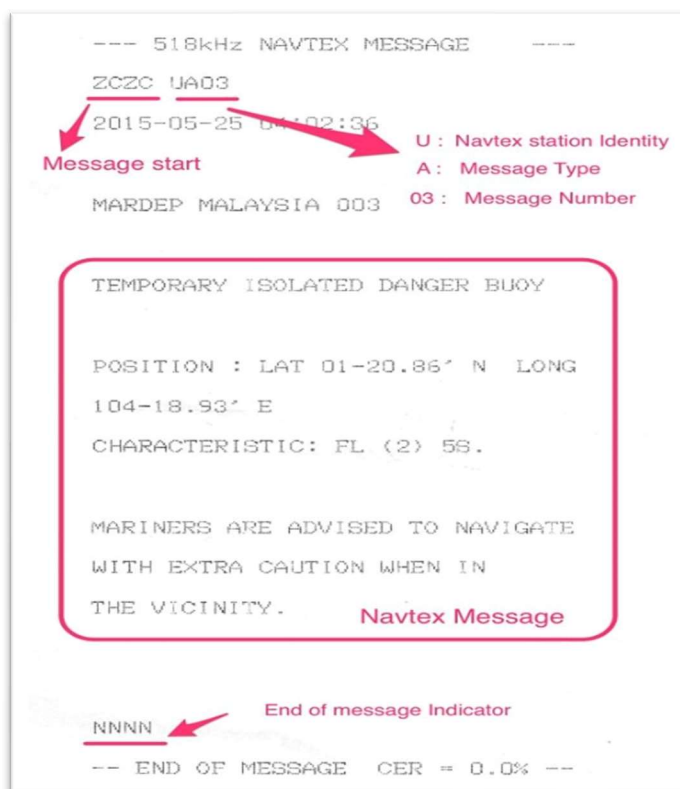 --- 518kHz NAVTEX MESSAGE ---
ZCZC UA03
2015-05-25 04:02:36
U : Navtex station Identity
Message start
A : Message Type
MARDEP MALAYSIA 003
03 : Message Number
TEMPORARY ISOLATED DANGER BUOY
POSITION : LAT 01-20.86´ N LONG
104-18.93´ E
CHARACTERISTIC: FL (2) 5S.
MARINERS ARE ADVISED TO NAVIGATE
WITH EXTRA CAUTION WHEN IN
THE VICINITY.
Navtex Message
End of message Indicator
NNNN
-- END OF MESSAGE CER = 0.0% --